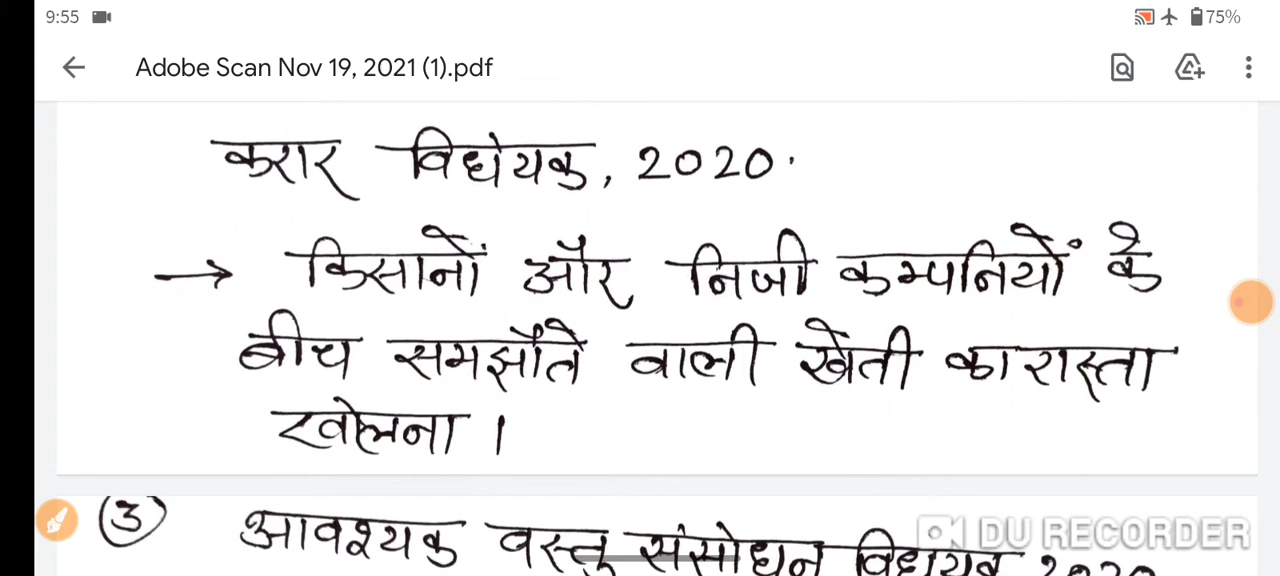 9:55
75%
Adobe Scan Nov 19, 2021 (1).pdf
करार विधेयक, 2020.
→ किसानों और निजी कम्पनियों के
बीच समझौते वाली खेती का रास्ता
खोलना ।
③ आवश्यक वस्तु संसोधन विधेयक 2020
DU RECORDER